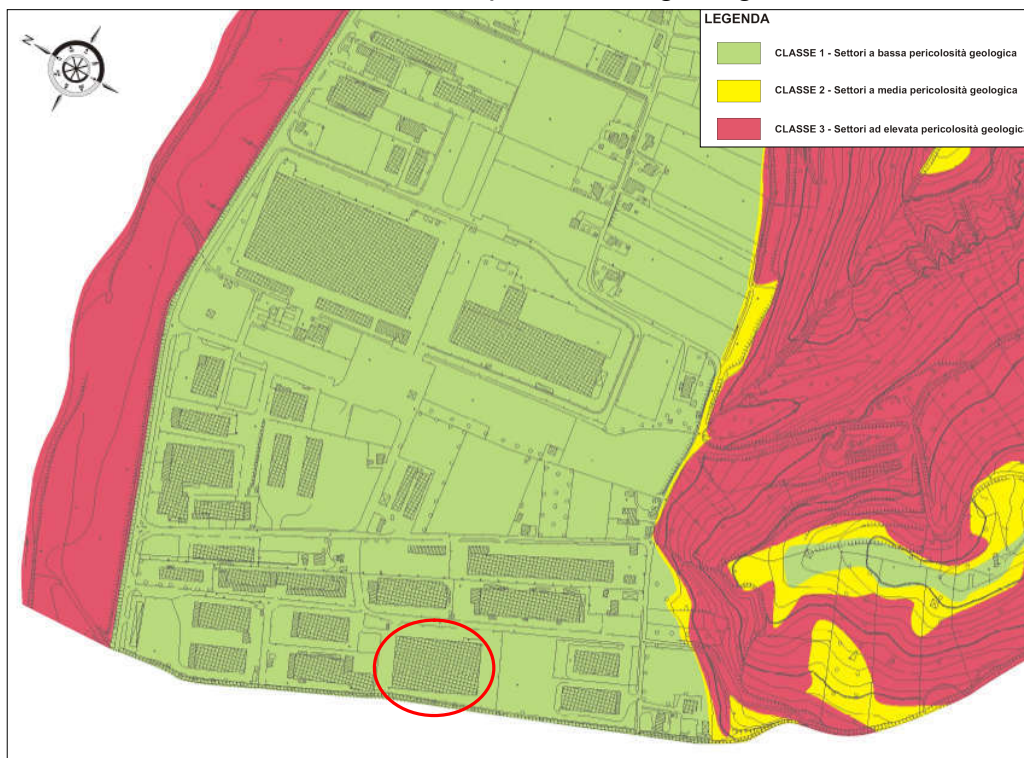 LEGENDA
CLASSE 1 - Settori a bassa pericolosità geologica
CLASSE 2 - Settori a media pericolosità geologica
CLASSE 3 - Settori ad elevata pericolosità geologic
N